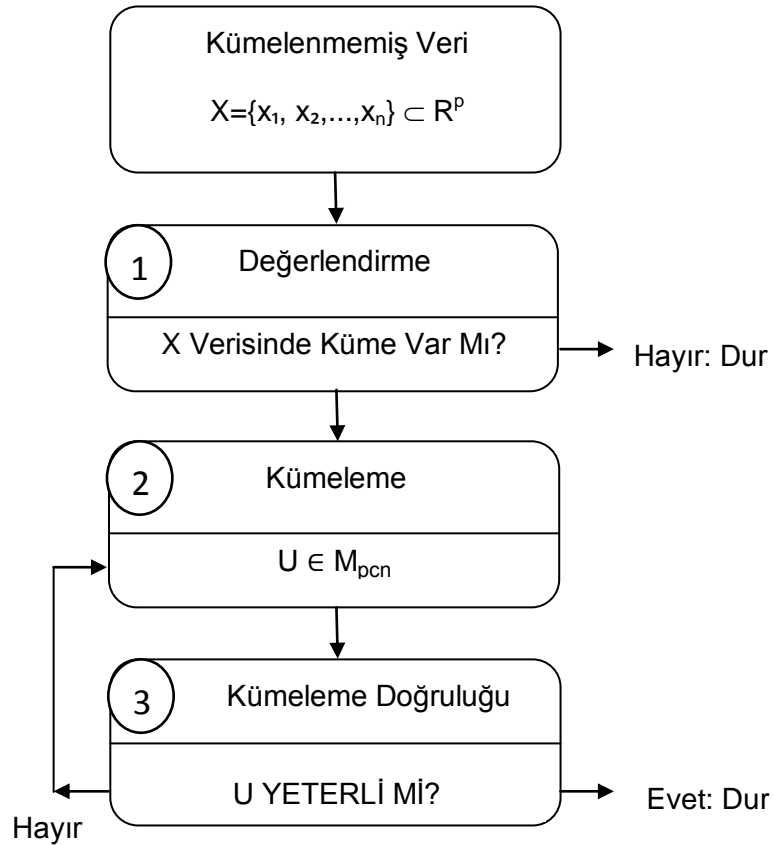 Kümelenmemiş Veri
X={x₁, x₂,...,xₙ} ⊂ Rᵖ
1
Değerlendirme
X Verisinde Küme Var Mı?
Hayır: Dur
2
Kümeleme
U ∈ M_pcn
3
Kümeleme Doğruluğu
U YETERLİ Mİ?
Evet: Dur
Hayır